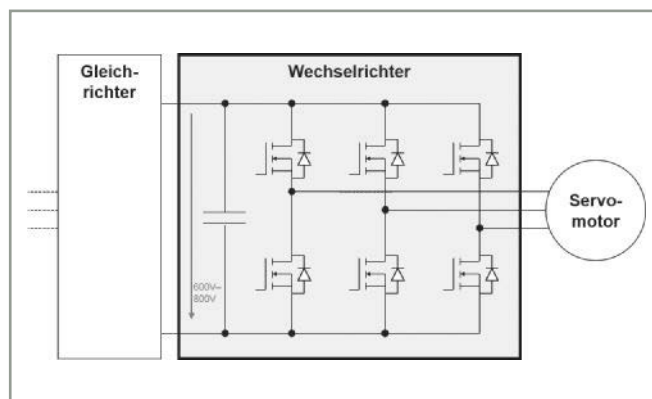 Gleich-
richter
Wechselrichter
600V–
800V
Servo-
motor